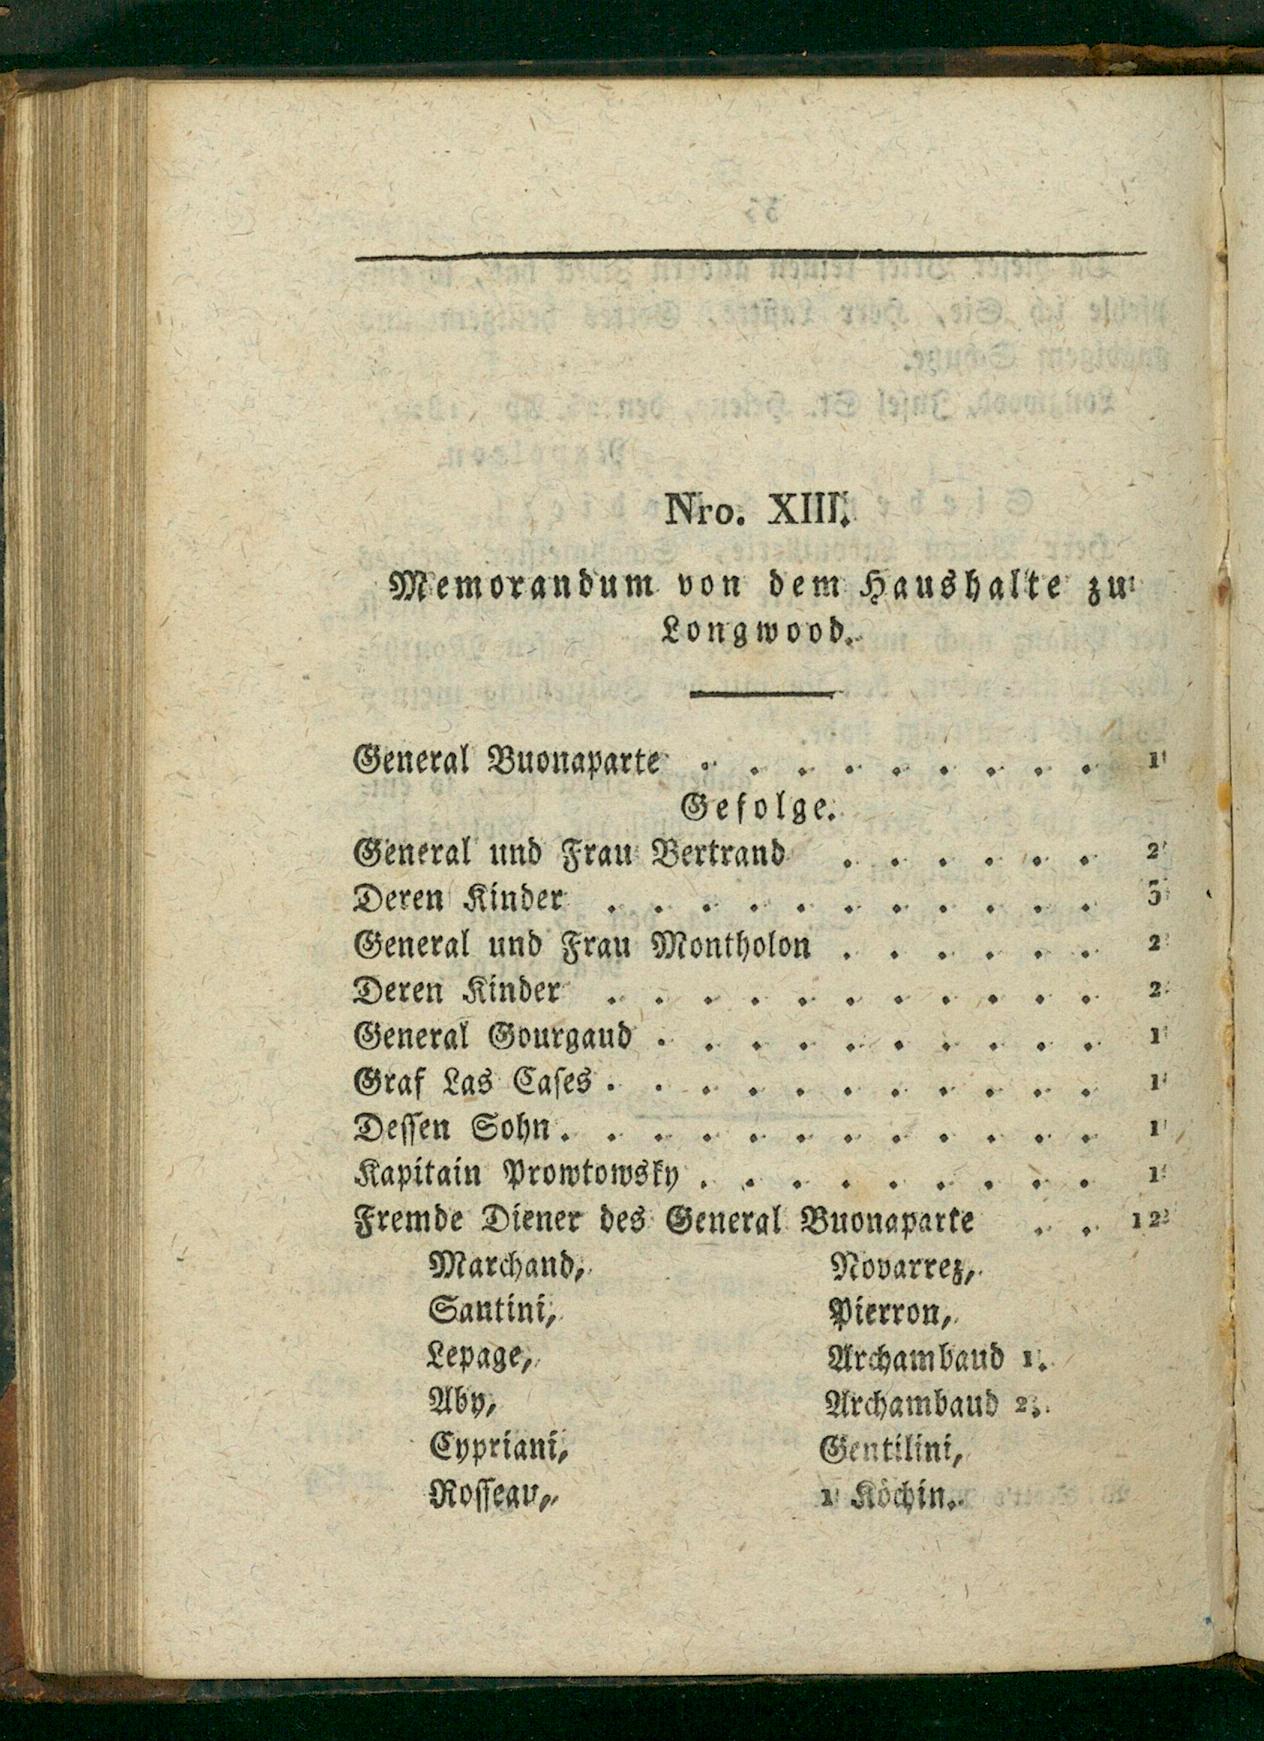 Nro. XIII.
Memorandum von dem Haushalte zu
Longwood.
General Buonaparte . . . . . . . . . 1
Gefolge.
General und Frau Bertrand . . . . . . 2
Deren Kinder . . . . . . . . . . . 3
General und Frau Montholon . . . . . . 2
Deren Kinder . . . . . . . . . . . 2
General Gourgaud . . . . . . . . . . 1
Graf Las Caſes . . . . . . . . . . . 1
Deſſen Sohn . . . . . . . . . . . . 1
Kapitain Prowtowsky . . . . . . . . . 1
Fremde Diener des General Buonaparte . . 12
Marchand, Novarrez,
Santini, Pierron,
Lepage, Archambaud 1.
Aby, Archambaud 2.
Cypriani, Gentilini,
Roſſeau, 1 Köchin.